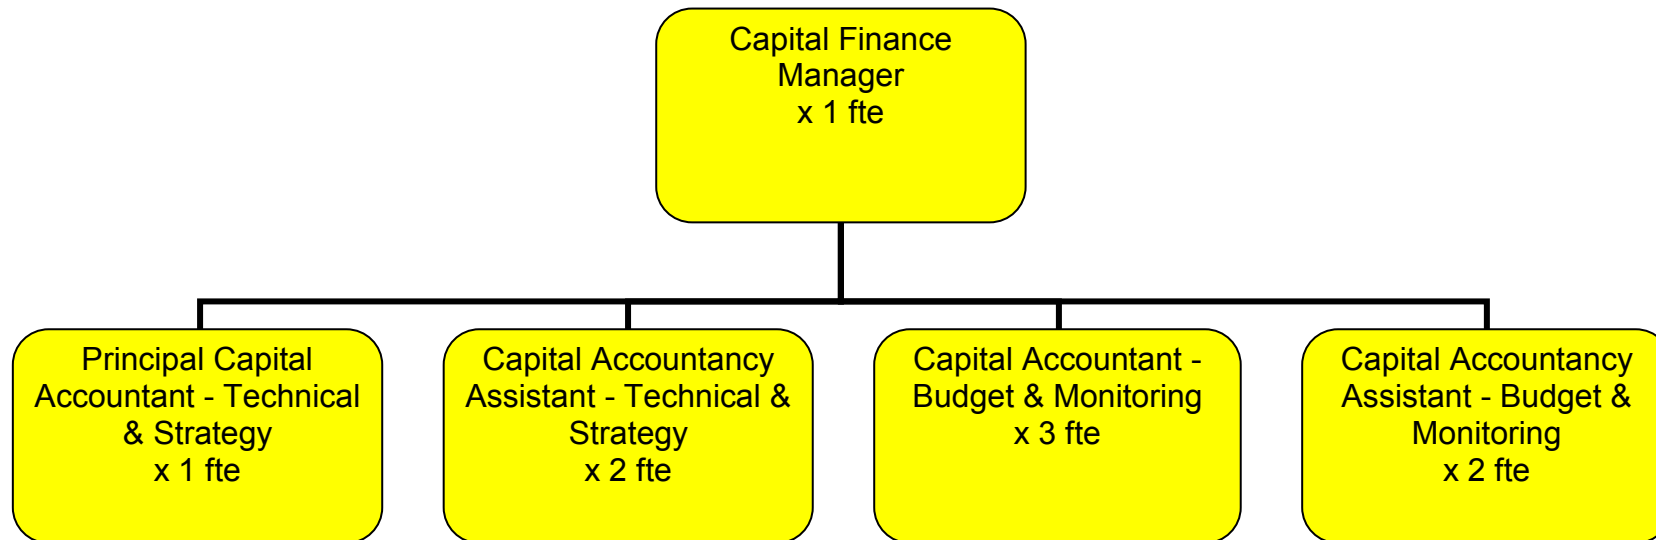 Capital Finance
Manager
x 1 fte
Principal Capital
Accountant - Technical
& Strategy
x 1 fte
Capital Accountancy
Assistant - Technical &
Strategy
x 2 fte
Capital Accountant -
Budget & Monitoring
x 3 fte
Capital Accountancy
Assistant - Budget &
Monitoring
x 2 fte